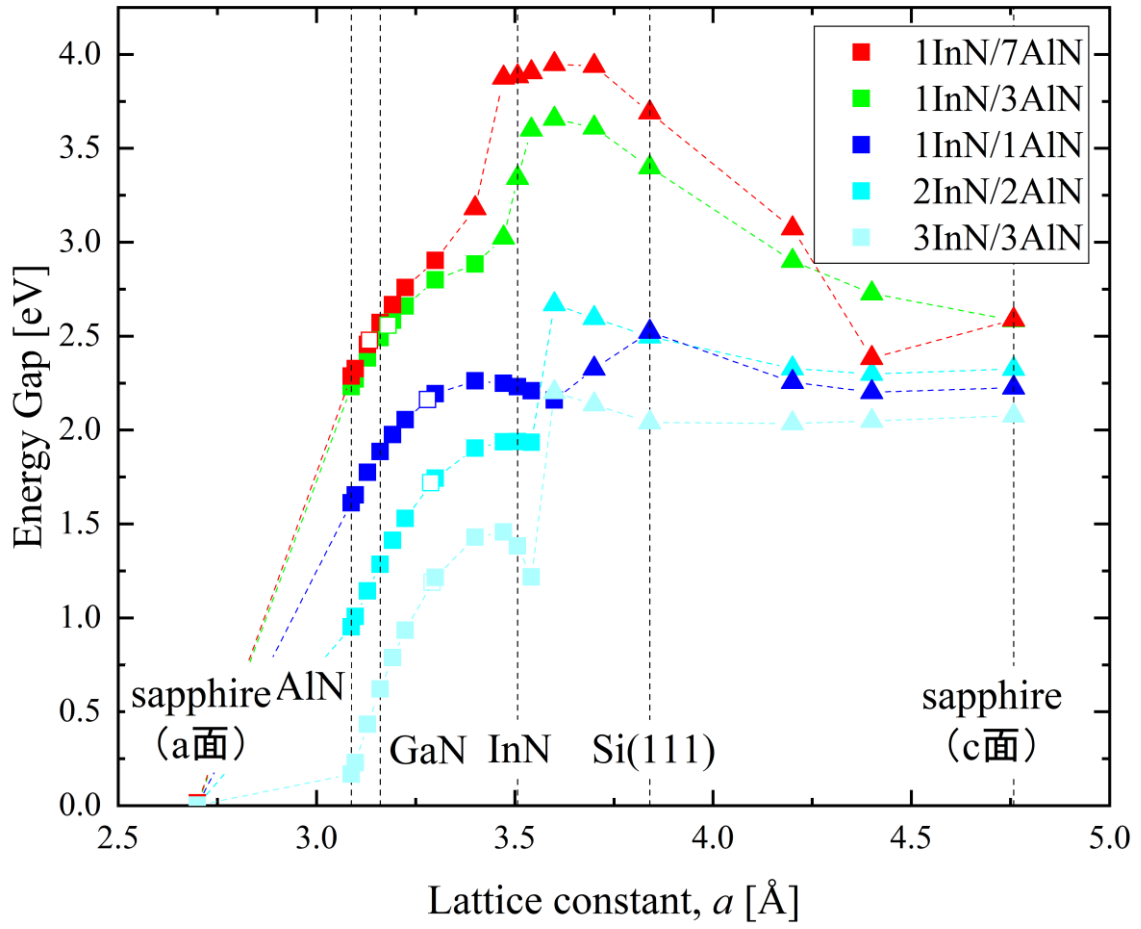 4.0
3.5
3.0
2.5
2.0
1.5
1.0
0.5
0.0
Energy Gap [eV]
1InN/7AlN
1InN/3AlN
1InN/1AlN
2InN/2AlN
3InN/3AlN
sapphire
（a面）
AlN
GaN
InN
Si(111)
sapphire
（c面）
2.5
3.0
3.5
4.0
4.5
5.0
Lattice constant, a [Å]